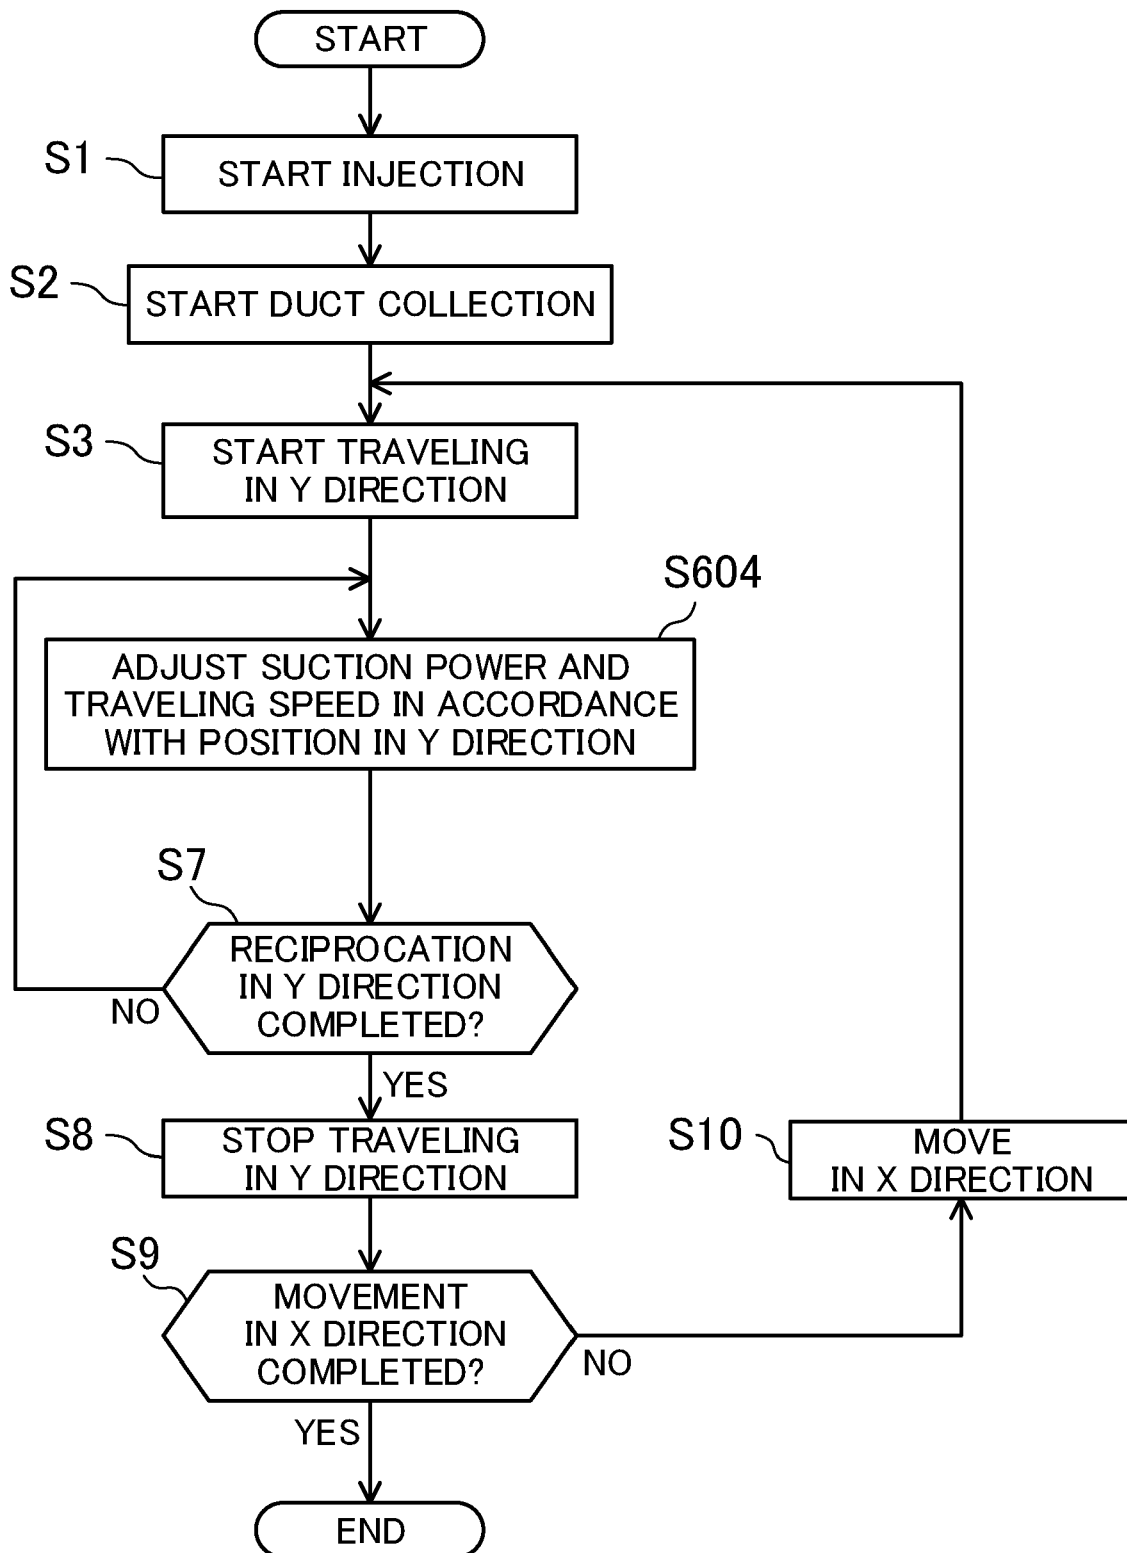 START
S1
START INJECTION
S2
START DUCT COLLECTION
S3
START TRAVELING
IN Y DIRECTION
S604
ADJUST SUCTION POWER AND
TRAVELING SPEED IN ACCORDANCE
WITH POSITION IN Y DIRECTION
S7
RECIPROCATION
IN Y DIRECTION
COMPLETED?
NO
YES
S8
STOP TRAVELING
IN Y DIRECTION
S10
MOVE
IN X DIRECTION
S9
MOVEMENT
IN X DIRECTION
COMPLETED?
NO
YES
END